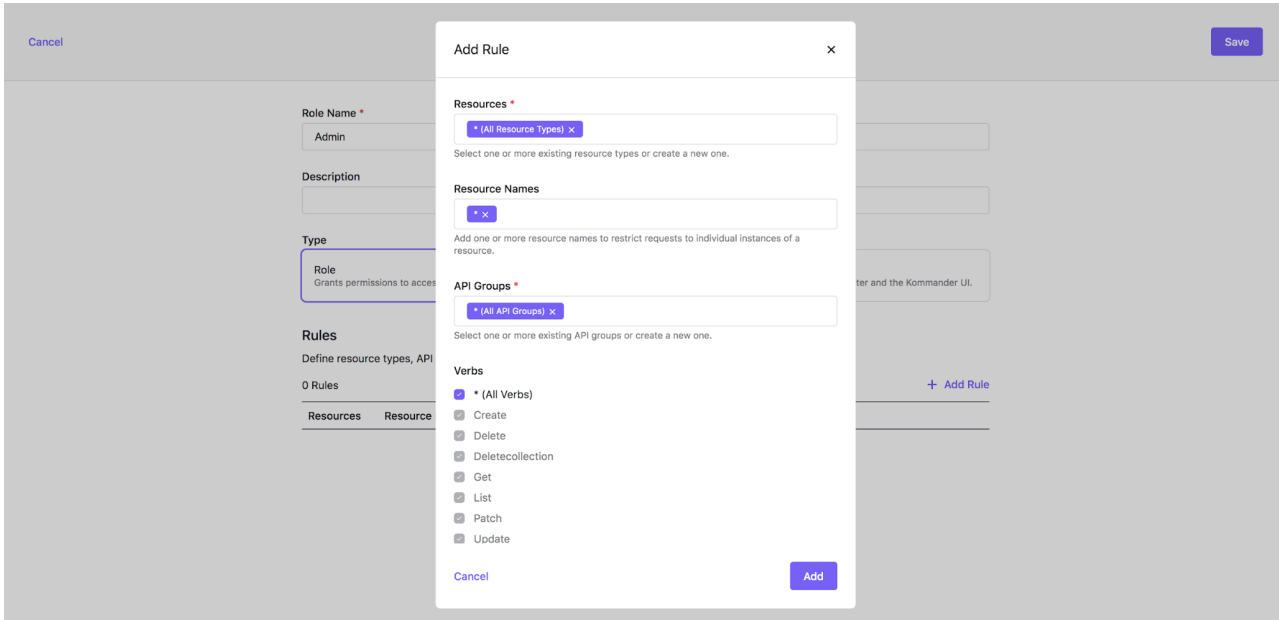 Cancel
Save
Role Name *
Admin
Description
Type
Role
Grants permissions to acces
ter and the Kommander UI.
Rules
Define resource types, API
0 Rules
+ Add Rule
Resources Resource
Add Rule
Resources *
* (All Resource Types) ×
Select one or more existing resource types or create a new one.
Resource Names
* ×
Add one or more resource names to restrict requests to individual instances of a
resource.
API Groups *
* (All API Groups) ×
Select one or more existing API groups or create a new one.
Verbs
* (All Verbs)
Create
Delete
Deletecollection
Get
List
Patch
Update
Cancel
Add